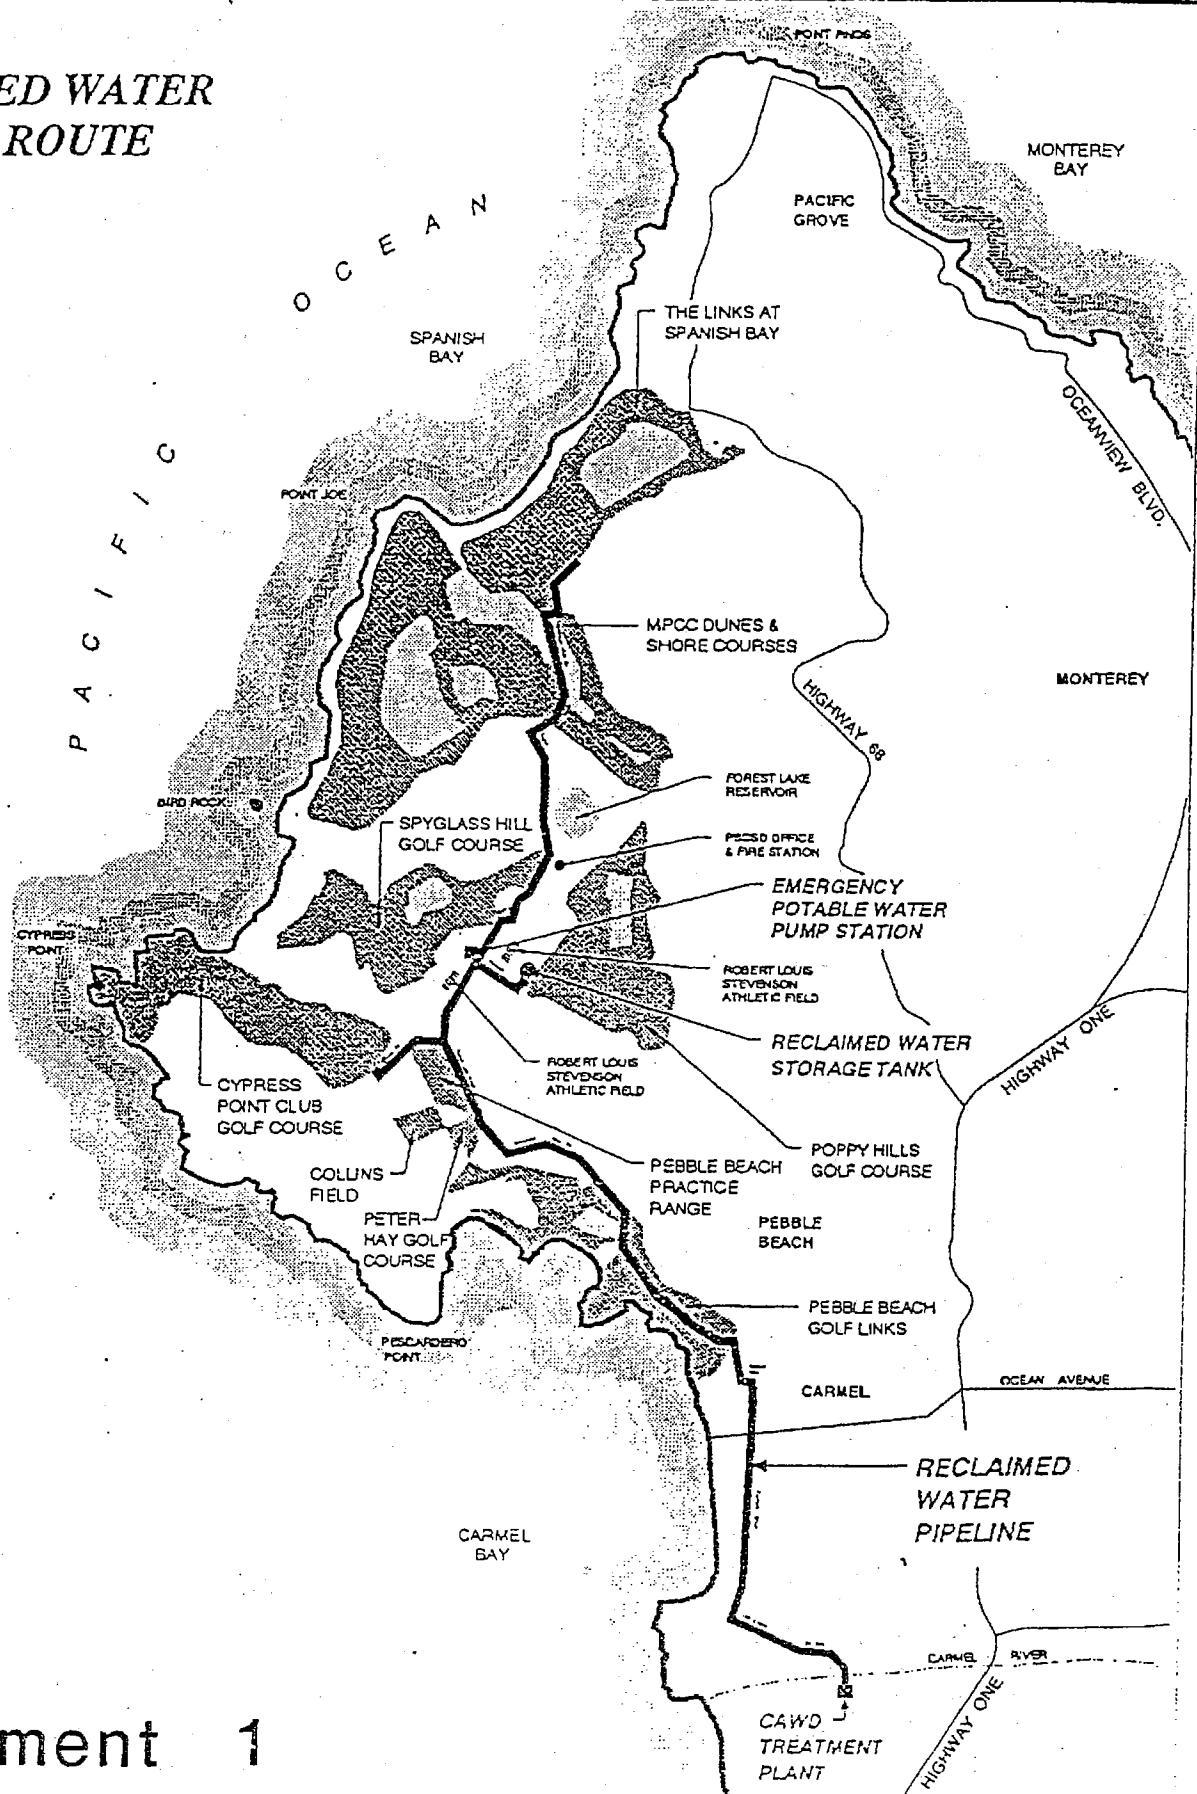 ED WATER
ROUTE
POINT PINOS
MONTEREY
BAY
PACIFIC
GROVE
PACIFIC OCEAN
THE LINKS AT
SPANISH BAY
SPANISH
BAY
OCEANVIEW BLVD.
POINT JOE
MPCC DUNES &
SHORE COURSES
MONTEREY
HIGHWAY 68
FOREST LAKE
RESERVOIR
BIRD ROCK
SPYGLASS HILL
GOLF COURSE
PBCSD OFFICE
& FIRE STATION
EMERGENCY
POTABLE WATER
PUMP STATION
CYPRESS
POINT
ROBERT LOUIS
STEVENSON
ATHLETIC FIELD
RECLAIMED WATER
STORAGE TANK
HIGHWAY ONE
ROBERT LOUIS
STEVENSON
ATHLETIC FIELD
CYPRESS
POINT CLUB
GOLF COURSE
POPPY HILLS
GOLF COURSE
COLLINS
FIELD
PEBBLE BEACH
PRACTICE
RANGE
PETER
HAY GOLF
COURSE
PEBBLE
BEACH
PEBBLE BEACH
GOLF LINKS
PESCARDERO
POINT
CARMEL
OCEAN AVENUE
RECLAIMED
WATER
PIPELINE
CARMEL
BAY
CARMEL RIVER
HIGHWAY ONE
CAWD
TREATMENT
PLANT
ment 1